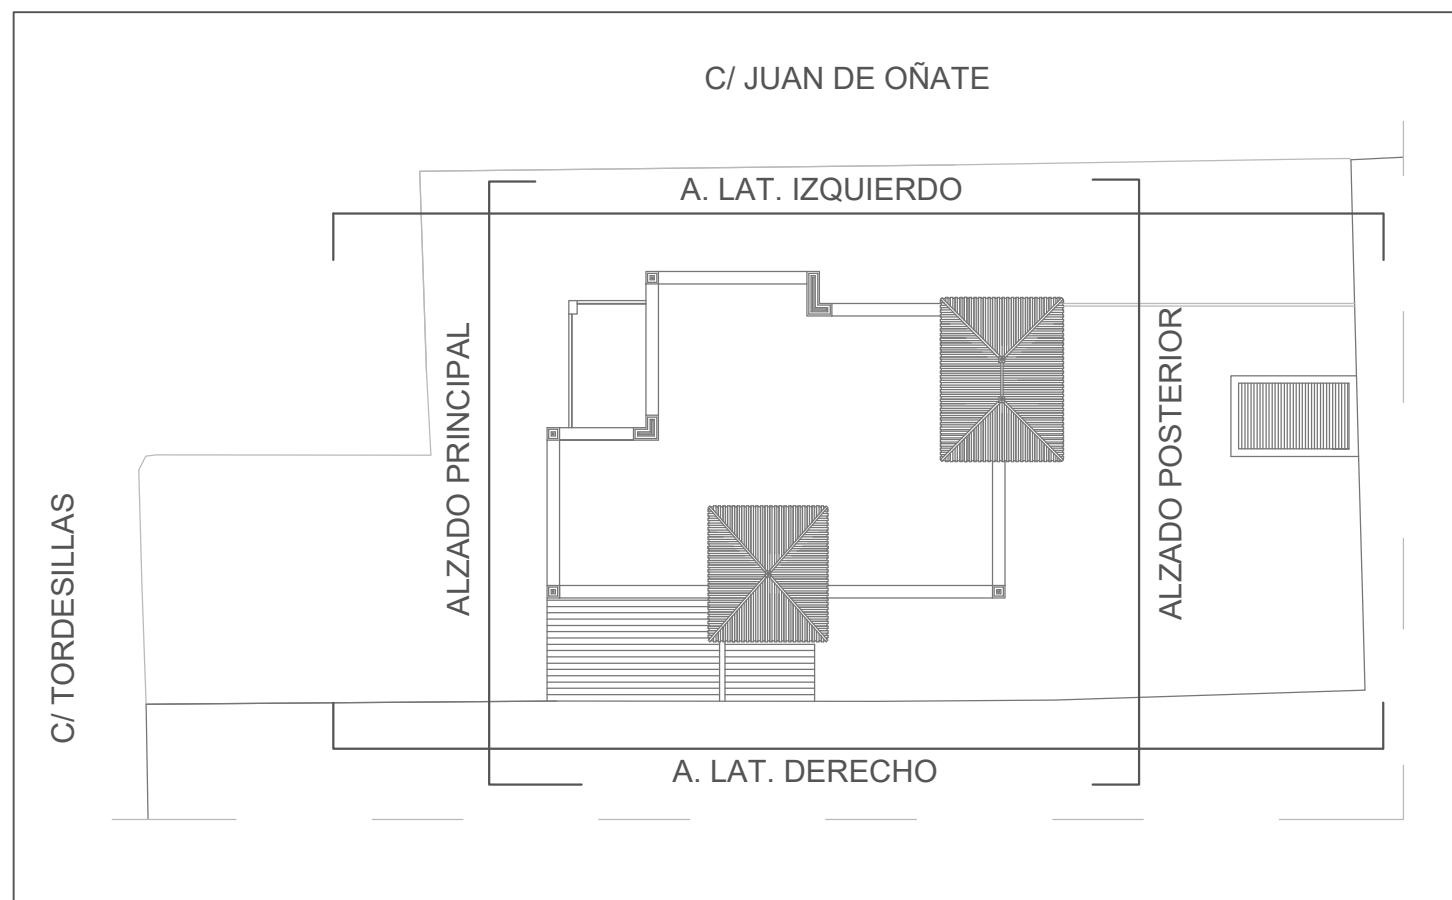 C/ JUAN DE OÑATE
A. LAT. IZQUIERDO
ALZADO PRINCIPAL
ALZADO POSTERIOR
C/ TORDESILLAS
A. LAT. DERECHO